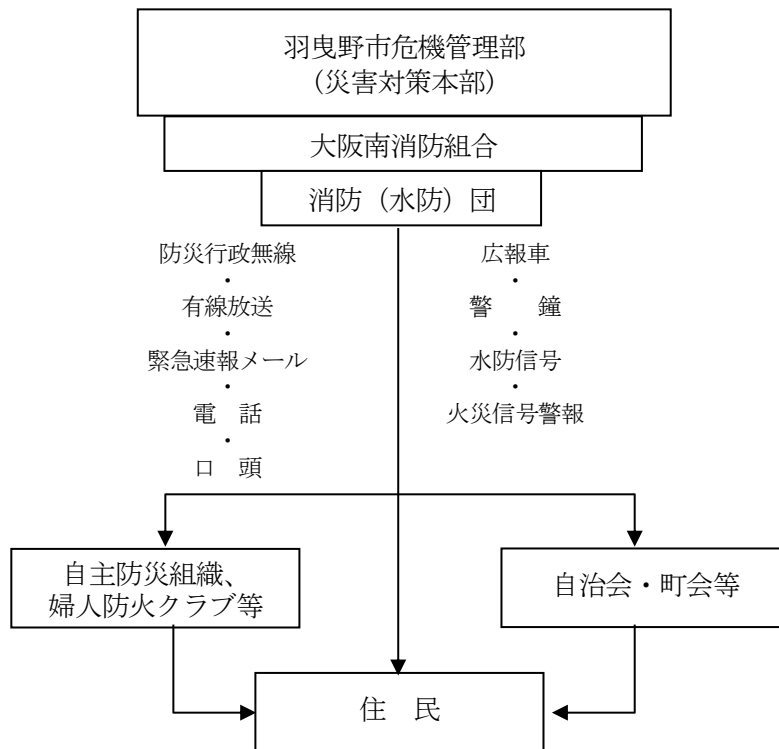 羽曳野市危機管理部
（災害対策本部）
大阪南消防組合
消防（水防）団
防災行政無線
・
有線放送
・
緊急速報メール
・
電　話
・
口　頭
広報車
・
警　　鐘
・
水防信号
・
火災信号警報
自主防災組織、
婦人防火クラブ等
自治会・町会等
住　民